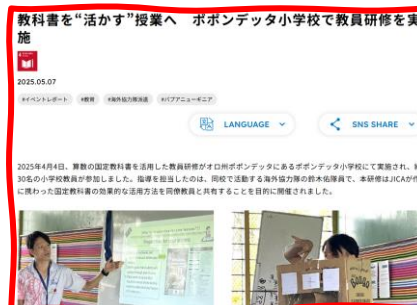 教科書を“活かす”授業へ ポポンデッタ小学校で教員研修を実
施
2025.05.07
#イベントレポート #教育 #海外協力隊派遣 #パプアニューギニア
LANGUAGE
SNS SHARE
2025年4月4日、算数の国定教科書を活用した教員研修がオロ州ポポンデッタにあるポポンデッタ小学校にて実施され、
30名の小学校教員が参加しました。指導を担当したのは、同校で活動する海外協力隊の鈴木佑隊員で、本研修はJICAが
に携わった国定教科書の効果的な活用方法を同僚教員と共有することを目的に開催されました。